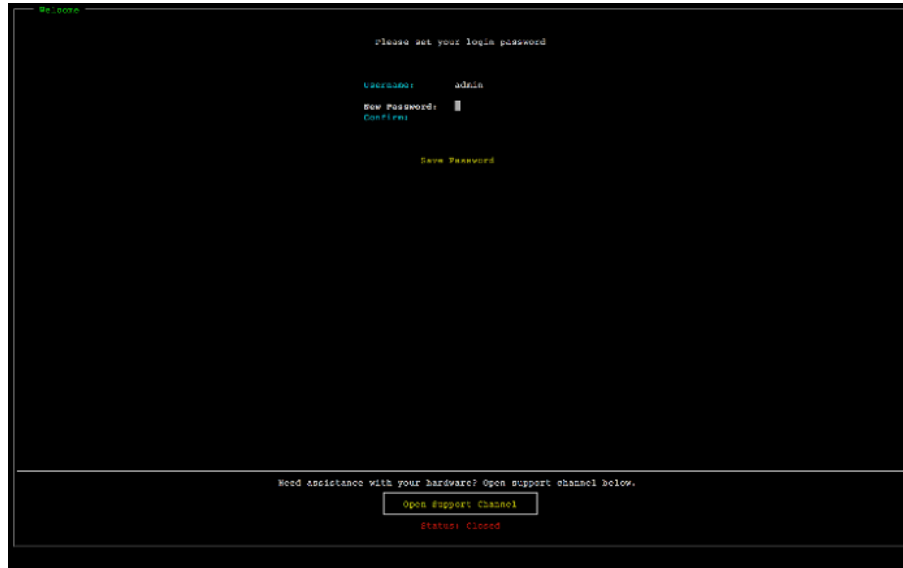 Welcome
Please set your login password
Username: admin
New Password:
Confirm:
Save Password
Need assistance with your hardware? Open support channel below.
Open Support Channel
Status: Closed